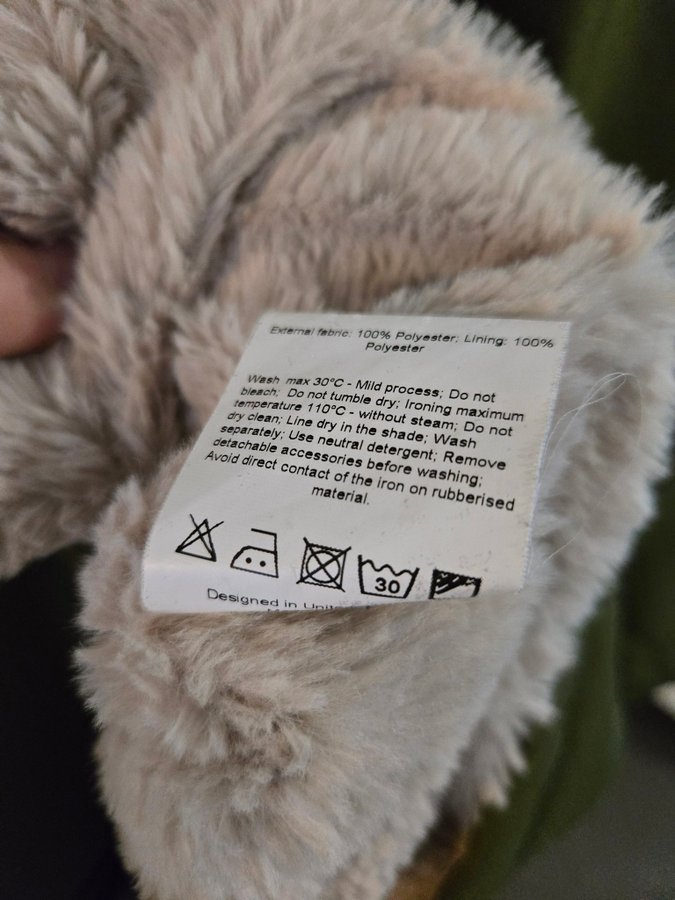 External fabric: 100% Polyester; Lining: 100%
Polyester
Wash max 30°C - Mild process; Do not
bleach; Do not tumble dry; Ironing maximum
temperature 110°C - without steam; Do not
dry clean; Line dry in the shade; Wash
separately; Use neutral detergent; Remove
detachable accessories before washing;
Avoid direct contact of the iron on rubberised
material.
30
Designed in